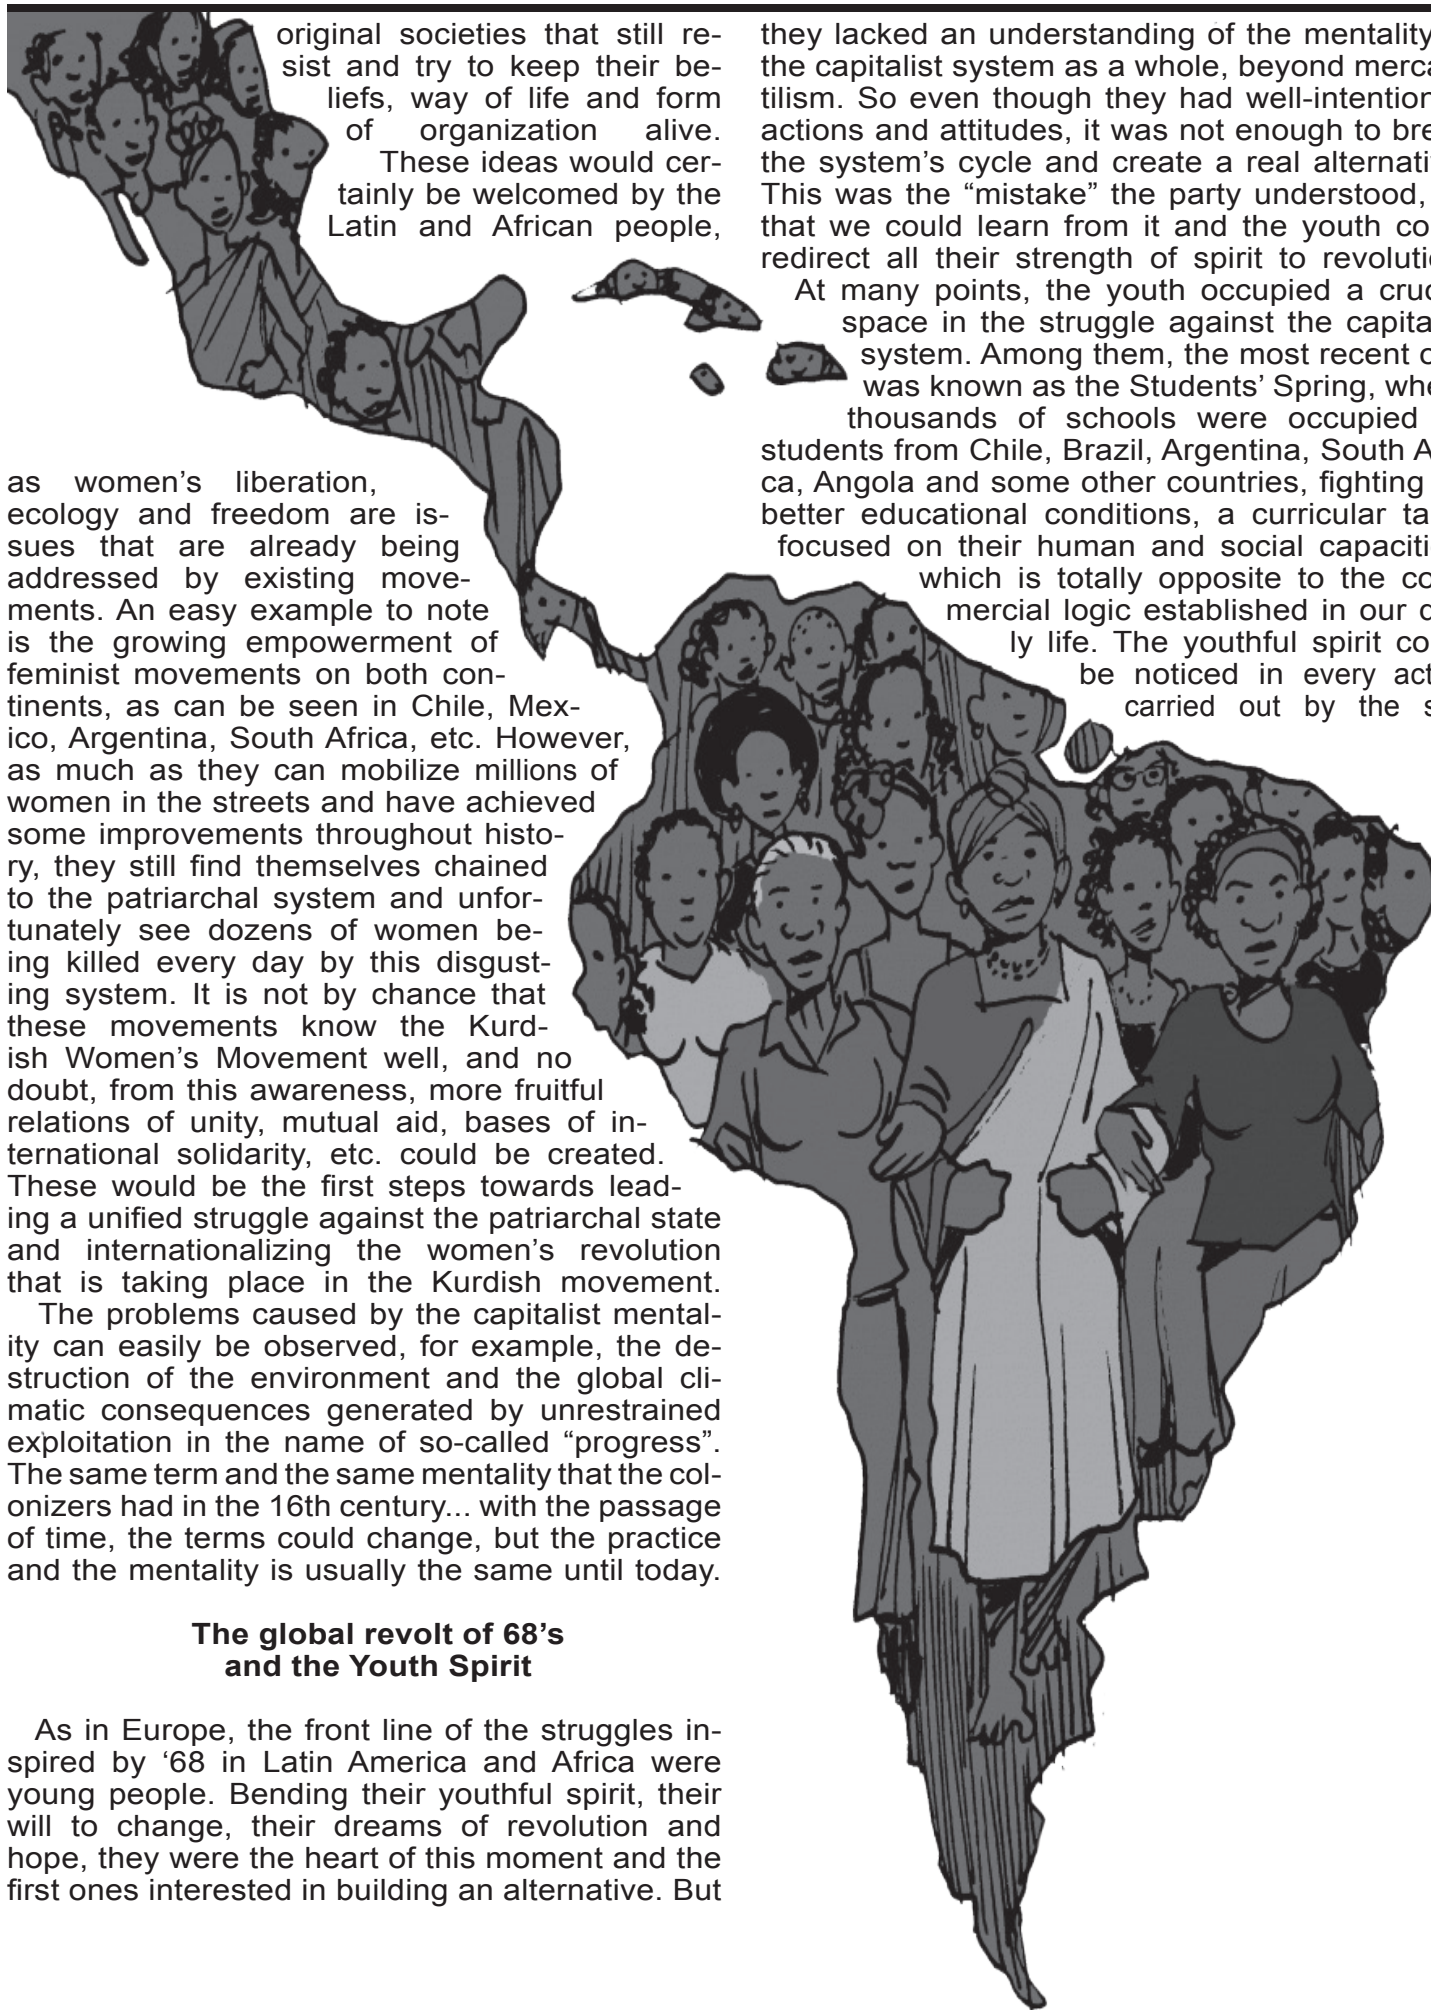 original societies that still re-
sist and try to keep their be-
liefs, way of life and form
of organization alive.
These ideas would cer-
tainly be welcomed by the
Latin and African people,
as women’s liberation,
ecology and freedom are is-
sues that are already being
addressed by existing move-
ments. An easy example to note
is the growing empowerment of
feminist movements on both con-
tinents, as can be seen in Chile, Mex-
ico, Argentina, South Africa, etc. However,
as much as they can mobilize millions of
women in the streets and have achieved
some improvements throughout histo-
ry, they still find themselves chained
to the patriarchal system and unfor-
tunately see dozens of women be-
ing killed every day by this disgust-
ing system. It is not by chance that
these movements know the Kurd-
ish Women’s Movement well, and no
doubt, from this awareness, more fruitful
relations of unity, mutual aid, bases of in-
ternational solidarity, etc. could be created.
These would be the first steps towards lead-
ing a unified struggle against the patriarchal state
and internationalizing the women’s revolution
that is taking place in the Kurdish movement.
The problems caused by the capitalist mental-
ity can easily be observed, for example, the de-
struction of the environment and the global cli-
matic consequences generated by unrestrained
exploitation in the name of so-called “progress”.
The same term and the same mentality that the col-
onizers had in the 16th century... with the passage
of time, the terms could change, but the practice
and the mentality is usually the same until today.
The global revolt of 68’s
and the Youth Spirit
As in Europe, the front line of the struggles in-
spired by ‘68 in Latin America and Africa were
young people. Bending their youthful spirit, their
will to change, their dreams of revolution and
hope, they were the heart of this moment and the
first ones interested in building an alternative. But
they lacked an understanding of the mentality
the capitalist system as a whole, beyond merca
tilism. So even though they had well-intention
actions and attitudes, it was not enough to bre
the system’s cycle and create a real alternati
This was the “mistake” the party understood,
that we could learn from it and the youth co
redirect all their strength of spirit to revoluti
At many points, the youth occupied a cruc
space in the struggle against the capita
system. Among them, the most recent o
was known as the Students’ Spring, whe
thousands of schools were occupied
students from Chile, Brazil, Argentina, South A
ca, Angola and some other countries, fighting
better educational conditions, a curricular ta
focused on their human and social capaciti
which is totally opposite to the co
mercial logic established in our d
ly life. The youthful spirit co
be noticed in every act
carried out by the s